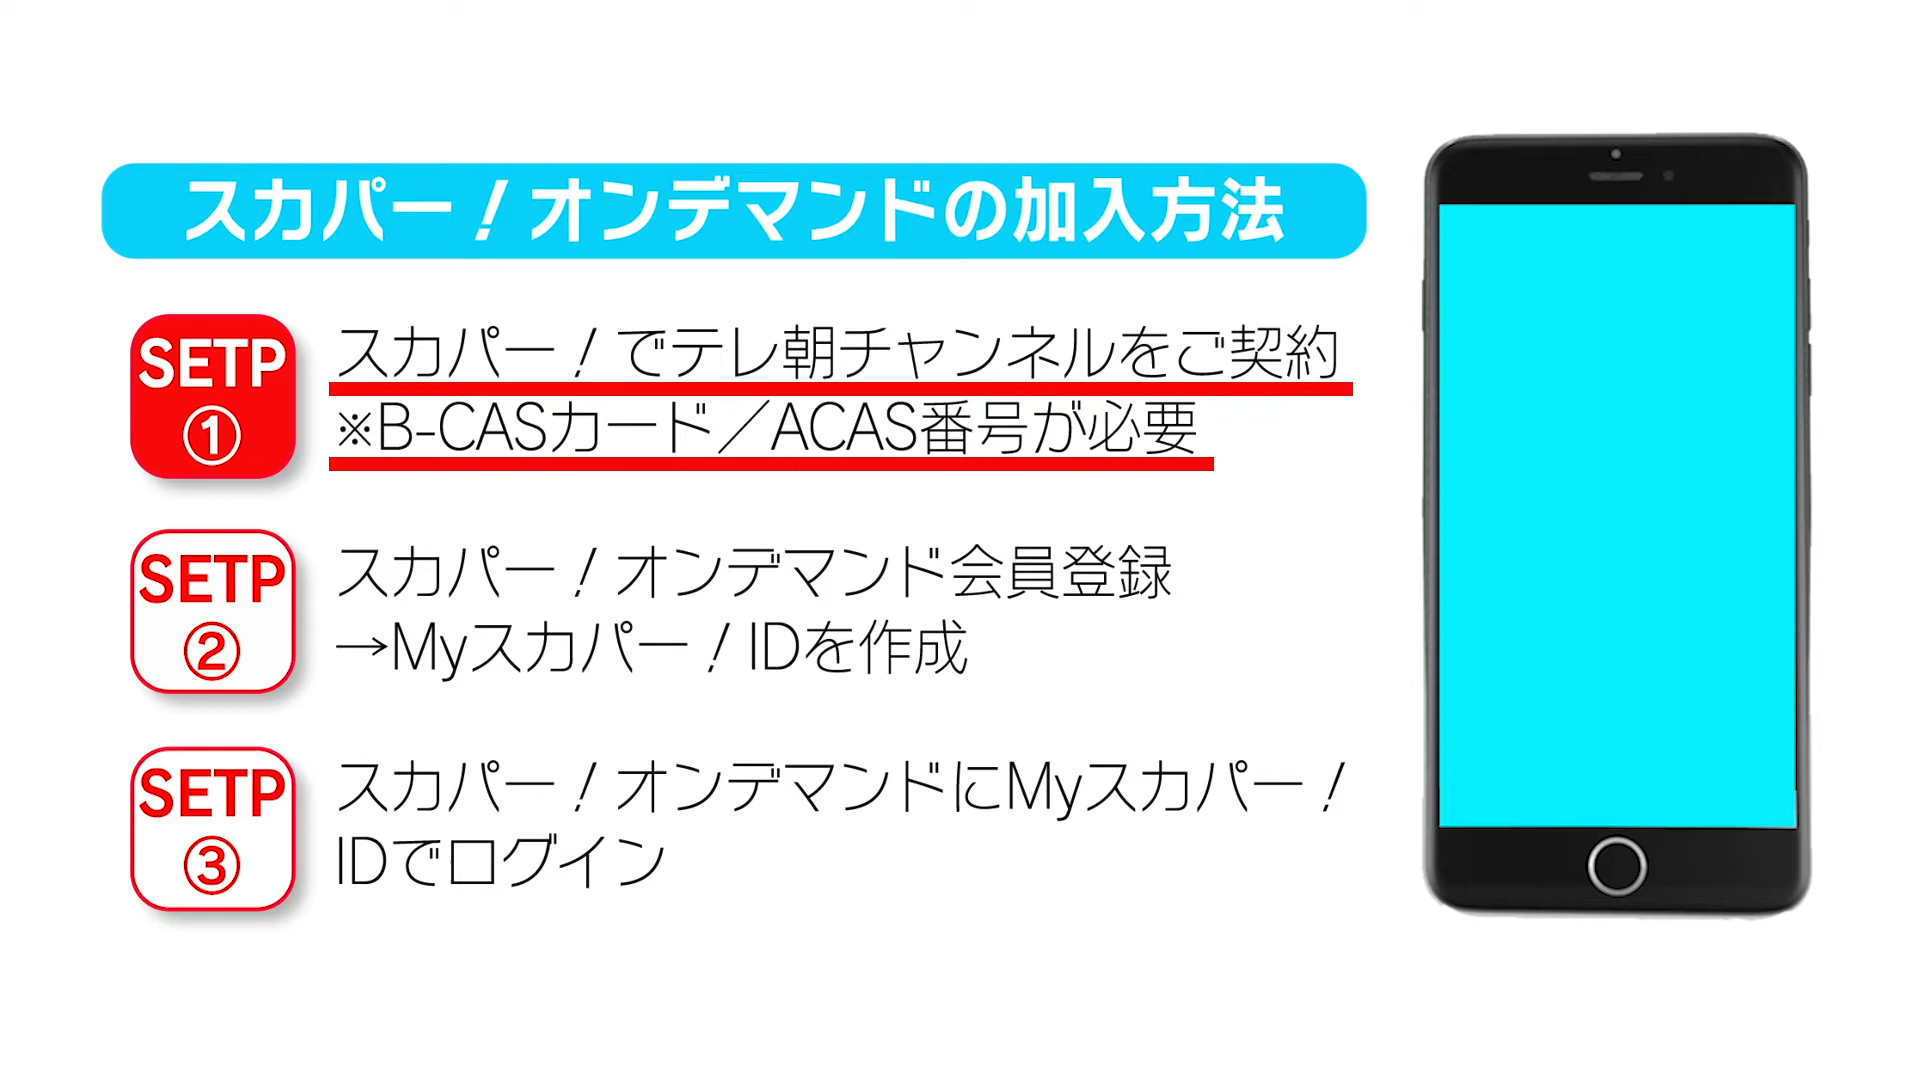 スカパー！オンデマンドの加入方法
SETP
①
スカパー！でテレ朝チャンネルをご契約
※B-CASカード／ACAS番号が必要
SETP
②
スカパー！オンデマンド会員登録
→Myスカパー！IDを作成
SETP
③
スカパー！オンデマンドにMyスカパー！
IDでログイン